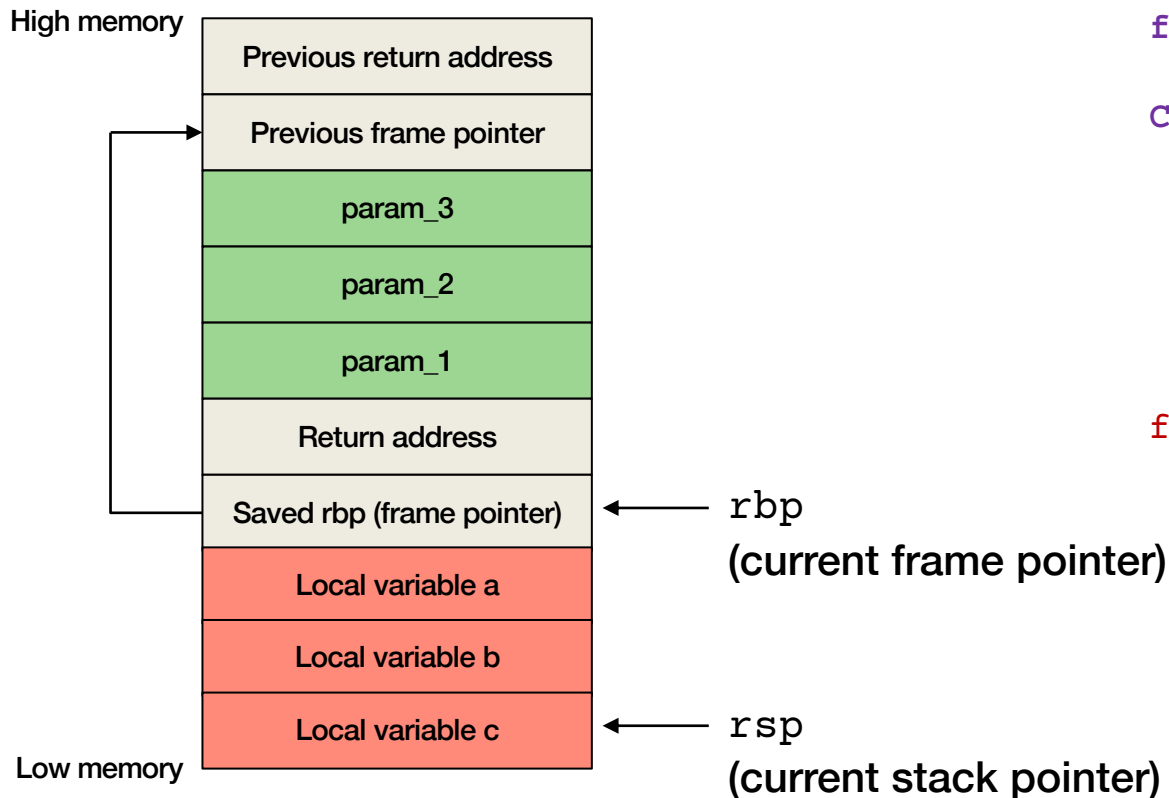 High memory
Previous return address
Previous frame pointer
param_3
param_2
param_1
Return address
Saved rbp (frame pointer)
Local variable a
Local variable b
Local variable c
Low memory
rbp
(current frame pointer)
rsp
(current stack pointer)
f
C
f